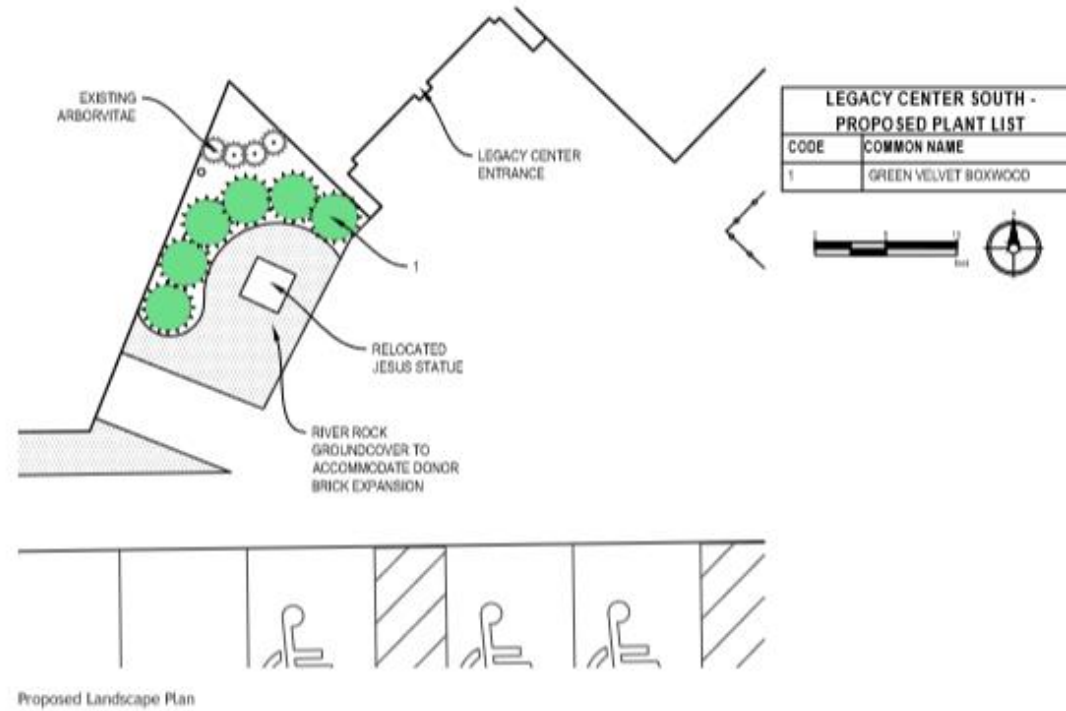 EXISTING
ARBORVITAE
LEGACY CENTER
ENTRANCE
1
RELOCATED
JESUS STATUE
RIVER ROCK
GROUNDCOVER TO
ACCOMMODATE DONOR
BRICK EXPANSION
LEGACY CENTER SOUTH -
PROPOSED PLANT LIST
CODE COMMON NAME
1 GREEN VELVET BOXWOOD
Proposed Landscape Plan